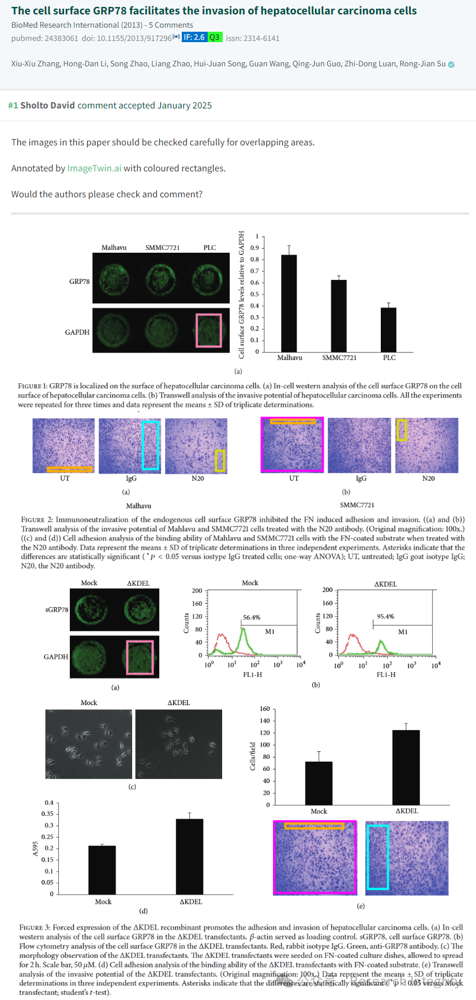 The cell surface GRP78 facilitates the invasion of hepatocellular carcinoma cells
BioMed Research International (2013) - 5 Comments
pubmed: 24383061 doi: 10.1155/2013/917296 IF: 2.6 Q3 issn: 2314-6141
Xiu-Xiu Zhang, Hong-Dan Li, Song Zhao, Liang Zhao, Hui-Juan Song, Guan Wang, Qing-Jun Guo, Zhi-Dong Luan, Rong-Jian Su
#1 Sholto David comment accepted January 2025
The images in this paper should be checked carefully for overlapping areas.
Annotated by ImageTwin.ai with coloured rectangles.
Would the authors please check and comment?
Malhavu SMMC7721 PLC
GRP78
GAPDH
Cell surface GRP78 levels relative to GAPDH
1
0.9
0.8
0.7
0.6
0.5
0.4
0.3
0.2
0.1
0
Malhavu SMMC7721 PLC
(a)
FIGURE 1: GRP78 is localized on the surface of hepatocellular carcinoma cells. (a) In-cell western analysis of the cell surface GRP78 on the cell
surface of hepatocellular carcinoma cells. (b) Transwell analysis of the invasive potential of hepatocellular carcinoma cells. All the experiments
were repeated for three times and data represent the means ± SD of triplicate determinations.
UT IgG N20
(a)
Malhavu
UT IgG N20
(b)
SMMC7721
FIGURE 2: Immunoneutralization of the endogenous cell surface GRP78 inhibited the FN induced adhesion and invasion. ((a) and (b))
Transwell analysis of the invasive potential of Mahlavu and SMMC7721 cells treated with the N20 antibody. (Original magnification: 100x.)
((c) and (d)) Cell adhesion analysis of the binding ability of Mahlavu and SMMC7721 cells with the FN-coated substrate when treated with
the N20 antibody. Data represent the means ± SD of triplicate determinations in three independent experiments. Asterisks indicate that the
differences are statistically significant (*P < 0.05 versus iostype IgG treated cells; one-way ANOVA); UT, untreated; IgG goat isotype IgG;
N20, the N20 antibody.
Mock ΔKDEL
sGRP78
GAPDH
(a)
Mock
Counts
200
160
120
80
40
0
56.4%
M1
10⁰ 10¹ 10² 10³ 10⁴
FL1-H
ΔKDEL
Counts
200
160
120
80
40
0
95.4%
M1
10⁰ 10¹ 10² 10³ 10⁴
FL1-H
(b)
Mock ΔKDEL
(c)
Cells/field
160
140
120
100
80
60
40
20
0
Mock ΔKDEL
A595
0.4
0.35
0.3
0.25
0.2
0.15
0.1
0.05
0
Mock ΔKDEL
(d)
(e)
FIGURE 3: Forced expression of the ΔKDEL recombinant promotes the adhesion and invasion of hepatocellular carcinoma cells. (a) In-cell
western analysis of the cell surface GRP78 in the ΔKDEL transfectants. β-actin served as loading control. sGRP78, cell surface GRP78. (b)
Flow cytometry analysis of the cell surface GRP78 in the ΔKDEL transfectants. Red, rabbit isotype IgG. Green, anti-GRP78 antibody. (c) The
morphology observation of the ΔKDEL transfectants. The ΔKDEL transfectants were seeded on FN-coated culture dishes, allowed to spread
for 2 h. Scale bar, 50 μM. (d) Cell adhesion analysis of the binding ability of the ΔKDEL transfectants with FN-coated substrate. (e) Transwell
analysis of the invasive potential of the ΔKDEL transfectants. (Original magnification: 100x.) Data represent the means ± SD of triplicate
determinations in three independent experiments. Asterisks indicate that the differences are statistically significant (*P < 0.05 versus Mock
transfectant; student's t-test).
公众号 · Research Integrity